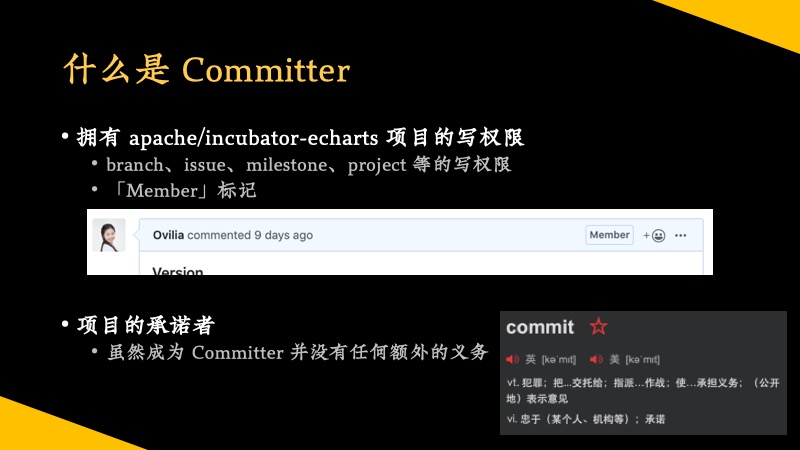 什么是 Committer
• 拥有 apache/incubator-echarts 项目的写权限
• branch、issue、milestone、project 等的写权限
• 「Member」标记
Ovilia commented 9 days ago Member + ···
Version
• 项目的承诺者
• 虽然成为 Committer 并没有任何额外的义务
commit
英 [kəˈmɪt] 美 [kəˈmɪt]
vt. 犯罪；把...交托给；指派...作战；使...承担义务；（公开
地）表示意见
vi. 忠于（某个人、机构等）；承诺